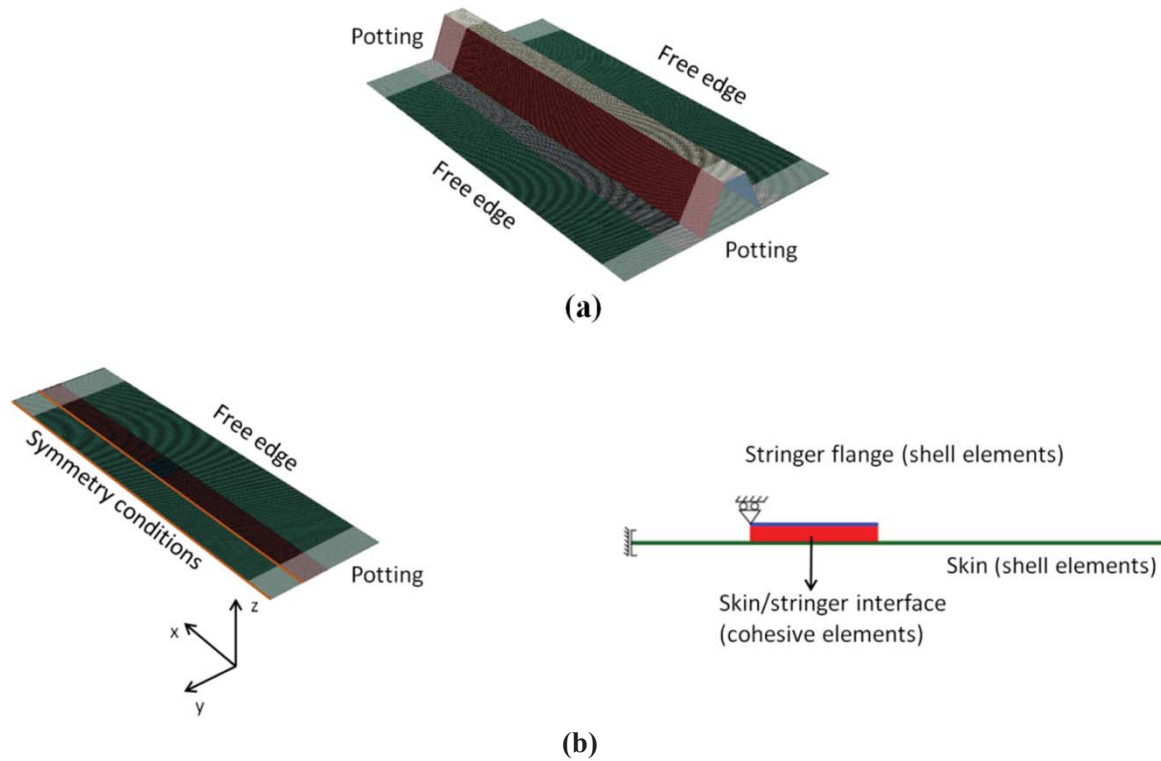 Potting
Free edge
Free edge
Potting
(a)
Free edge
Symmetry conditions
Potting
z
x
y
Stringer flange (shell elements)
Skin (shell elements)
Skin/stringer interface
(cohesive elements)
(b)